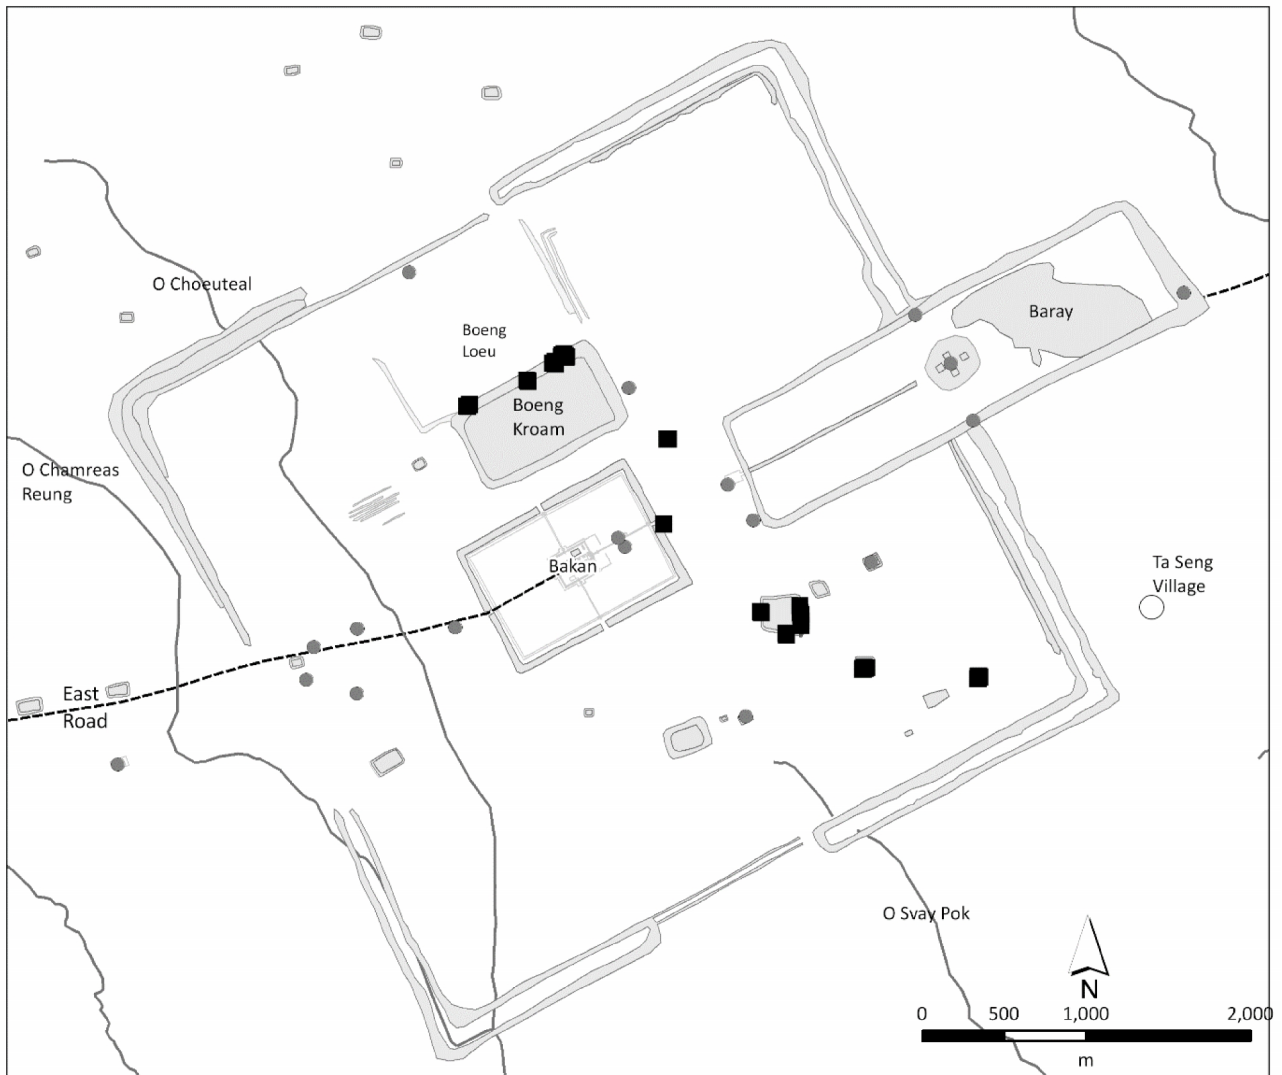 O Choeuteal
Baray
Boeng
Loeu
Boeng
Kroam
O Chamreas
Reung
Bakan
Ta Seng
Village
East
Road
O Svay Pok
N
0 500 1,000 2,000
m